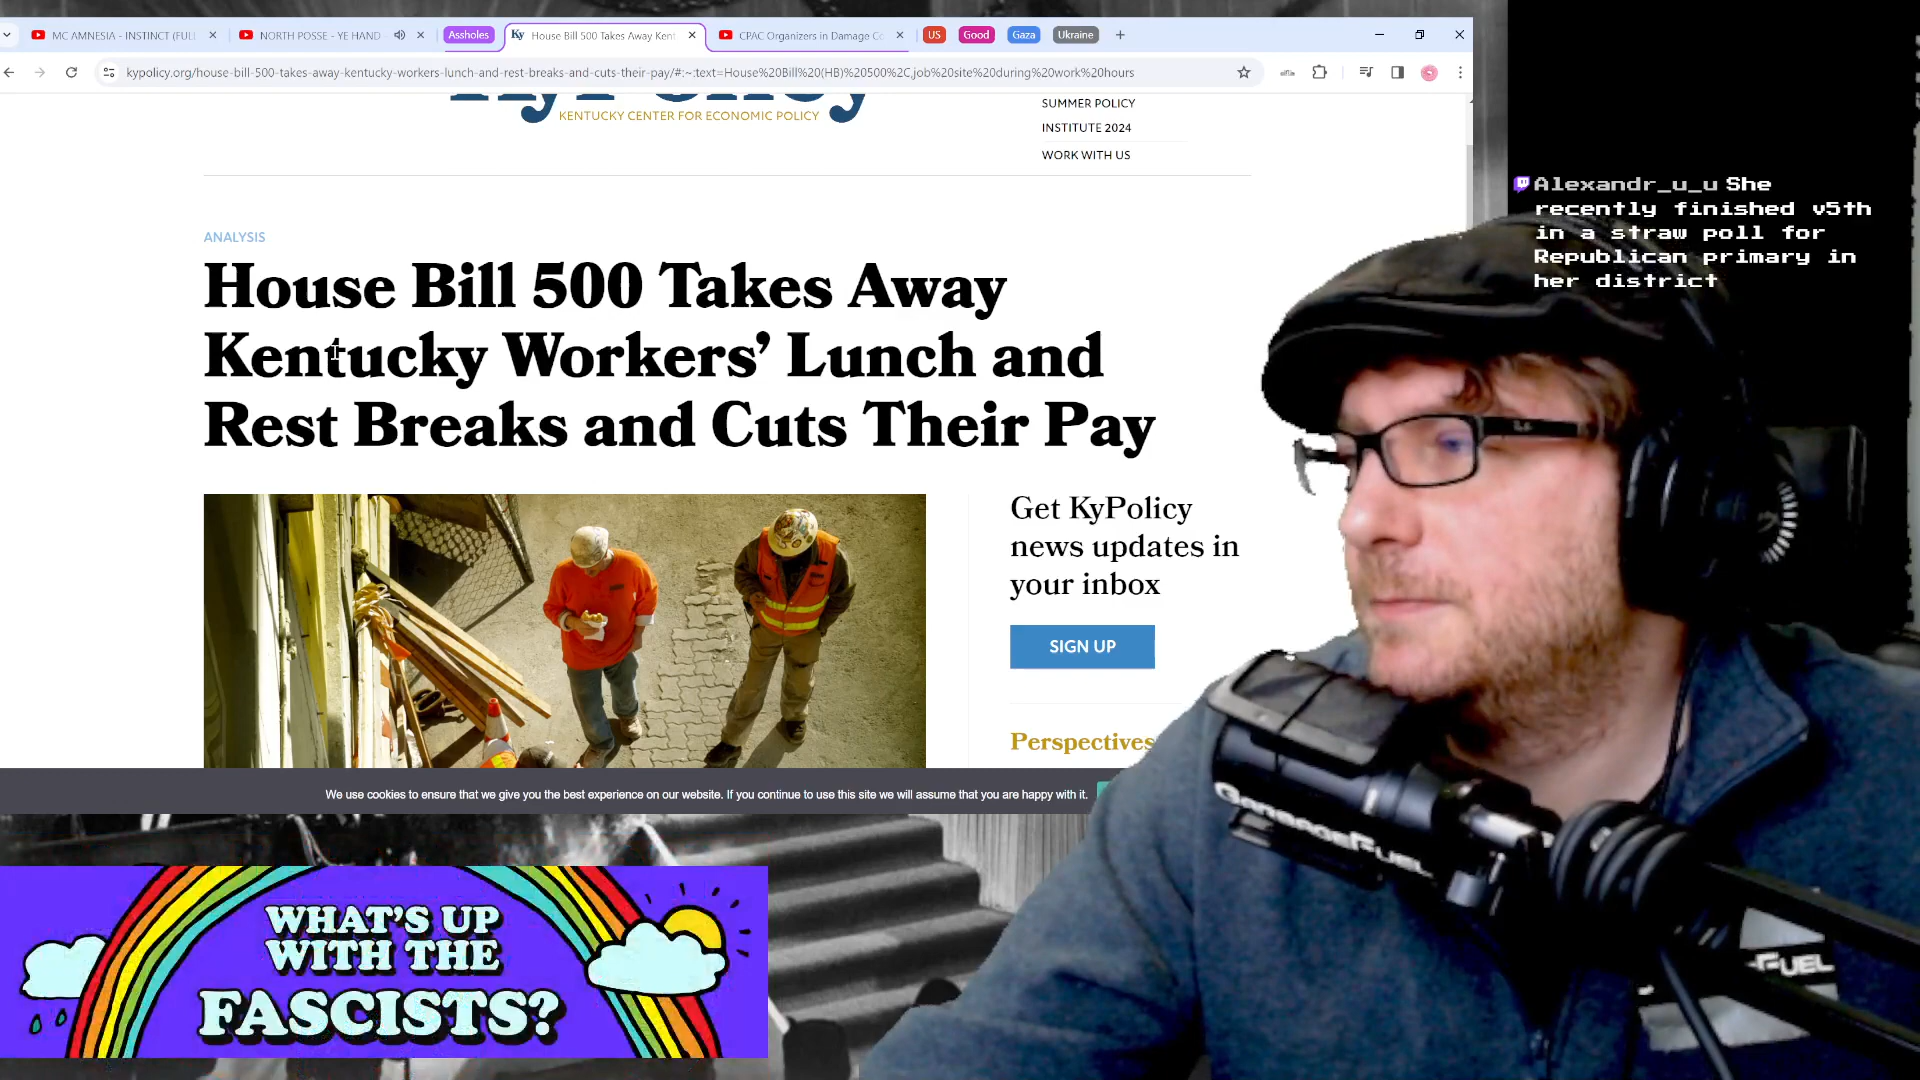 MC AMNESIA - INSTINCT (FULL
NORTH POSSE - YE HAND
Assholes
Ky House Bill 500 Takes Away Kent
CPAC Organizers in Damage Co
US
Good
Gaza
Ukraine
kypolicy.org/house-bill-500-takes-away-kentucky-workers-lunch-and-rest-breaks-and-cuts-their-pay/#:~:text=House%20Bill%20(HB)%20500%2C,job%20site%20during%20work%20hours
KyPolicy
KENTUCKY CENTER FOR ECONOMIC POLICY
SUMMER POLICY
INSTITUTE 2024
WORK WITH US
ANALYSIS
House Bill 500 Takes Away
Kentucky Workers’ Lunch and
Rest Breaks and Cuts Their Pay
Get KyPolicy
news updates in
your inbox
SIGN UP
Perspectives
We use cookies to ensure that we give you the best experience on our website. If you continue to use this site we will assume that you are happy with it.
Alexandr_u_u She
recently finished v5th
in a straw poll for
Republican primary in
her district
WHAT'S UP
WITH THE
FASCISTS?
GARBAGEFUEL
FUEL